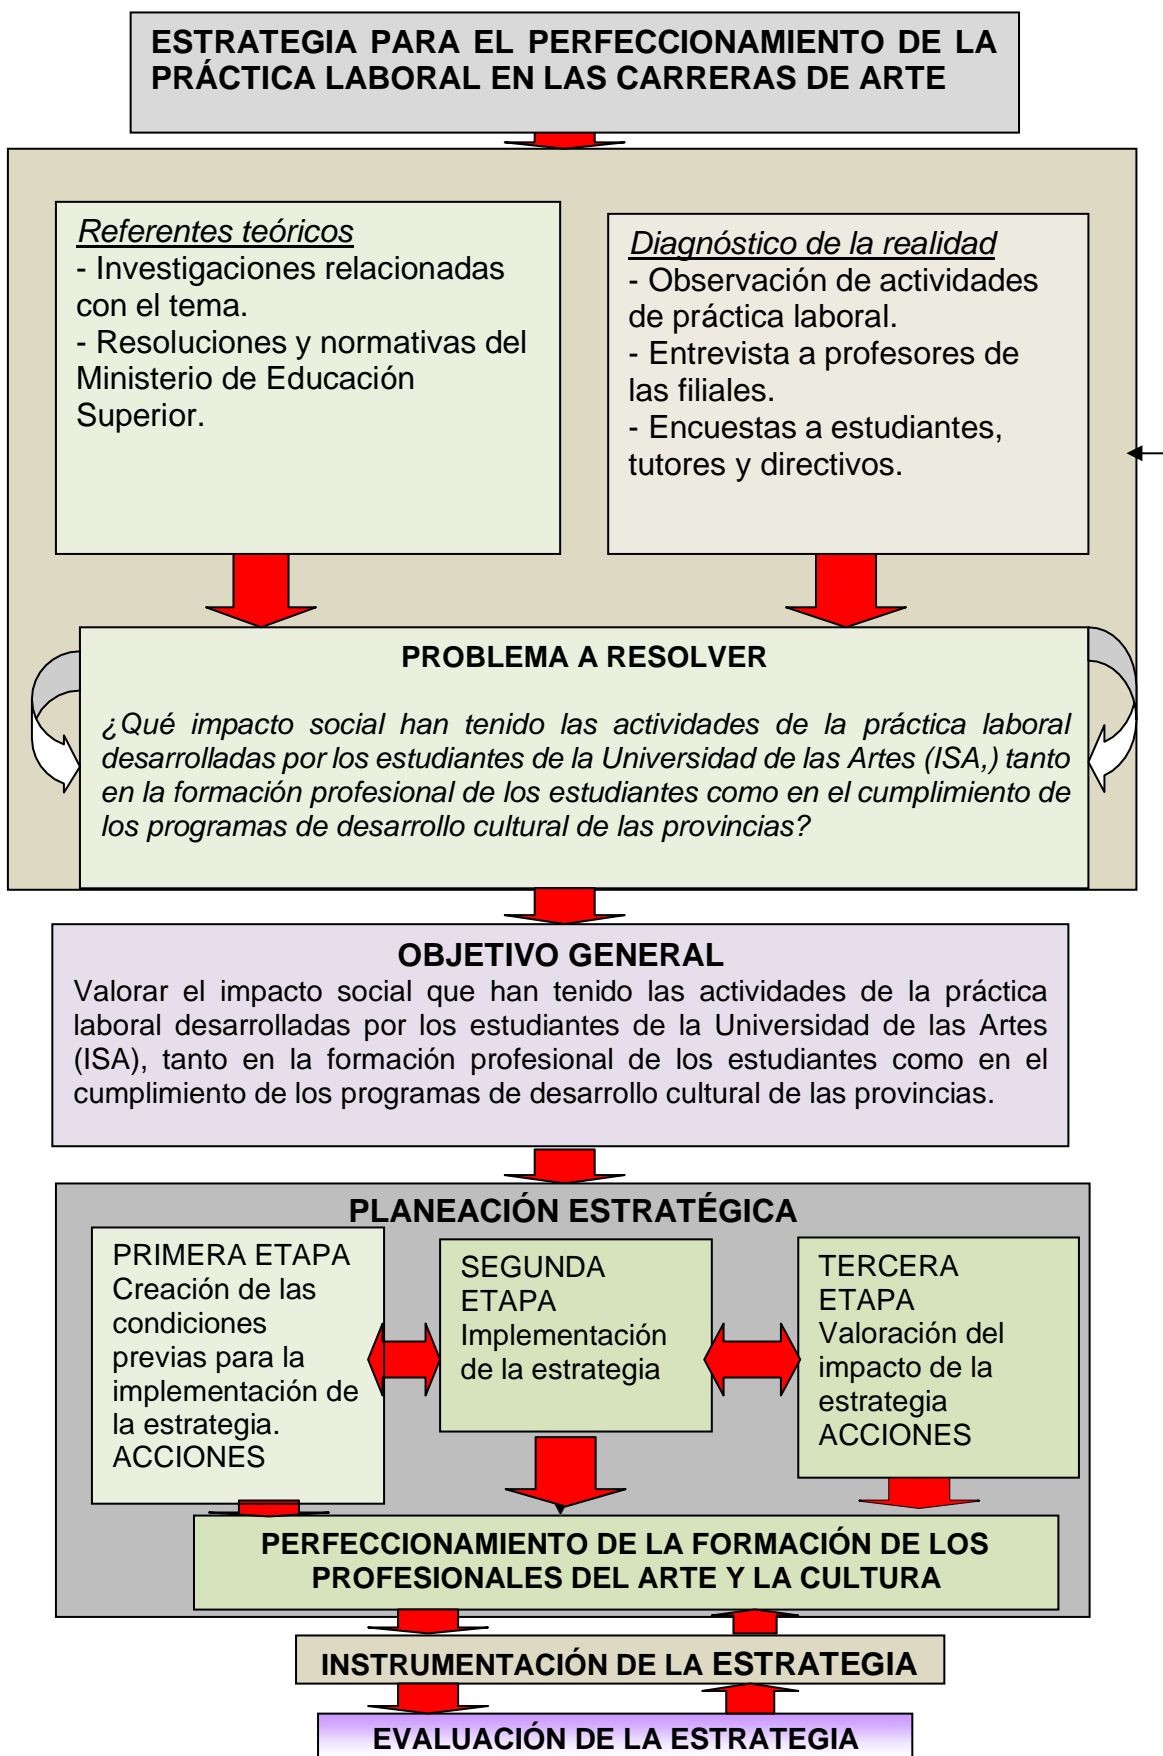 ESTRATEGIA PARA EL PERFECCIONAMIENTO DE LA
PRÁCTICA LABORAL EN LAS CARRERAS DE ARTE
Referentes teóricos
- Investigaciones relacionadas
con el tema.
- Resoluciones y normativas del
Ministerio de Educación
Superior.
Diagnóstico de la realidad
- Observación de actividades
de práctica laboral.
- Entrevista a profesores de
las filiales.
- Encuestas a estudiantes,
tutores y directivos.
PROBLEMA A RESOLVER
¿Qué impacto social han tenido las actividades de la práctica laboral
desarrolladas por los estudiantes de la Universidad de las Artes (ISA,) tanto
en la formación profesional de los estudiantes como en el cumplimiento de
los programas de desarrollo cultural de las provincias?
OBJETIVO GENERAL
Valorar el impacto social que han tenido las actividades de la práctica
laboral desarrolladas por los estudiantes de la Universidad de las Artes
(ISA), tanto en la formación profesional de los estudiantes como en el
cumplimiento de los programas de desarrollo cultural de las provincias.
PLANEACIÓN ESTRATÉGICA
PRIMERA ETAPA
Creación de las
condiciones
previas para la
implementación de
la estrategia.
ACCIONES
SEGUNDA
ETAPA
Implementación
de la estrategia
TERCERA
ETAPA
Valoración del
impacto de la
estrategia
ACCIONES
PERFECCIONAMIENTO DE LA FORMACIÓN DE LOS
PROFESIONALES DEL ARTE Y LA CULTURA
INSTRUMENTACIÓN DE LA ESTRATEGIA
EVALUACIÓN DE LA ESTRATEGIA